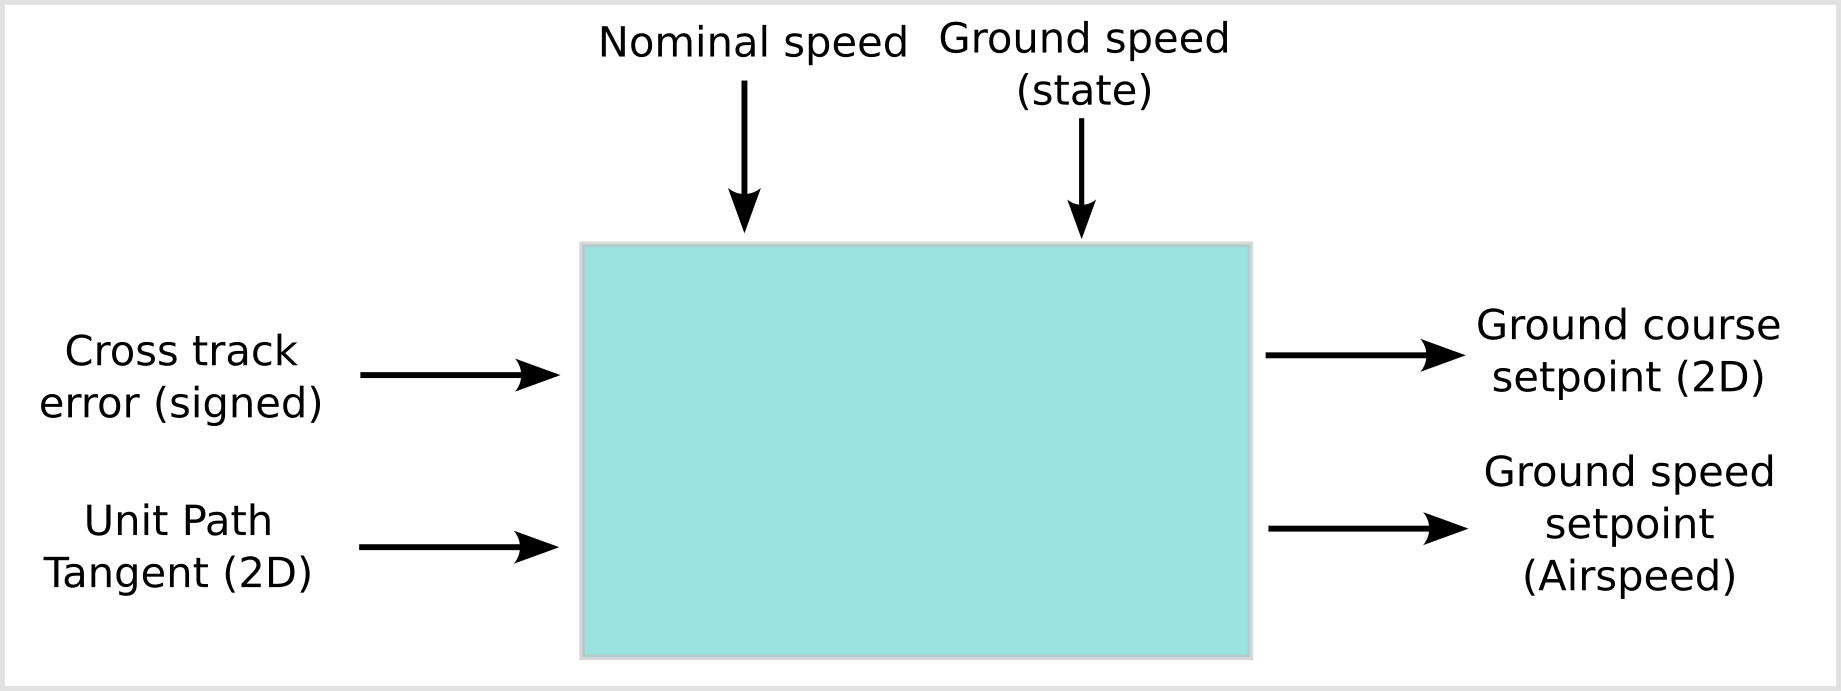 Nominal speed
Ground speed
(state)
Cross track
error (signed)
Unit Path
Tangent (2D)
Ground course
setpoint (2D)
Ground speed
setpoint
(Airspeed)